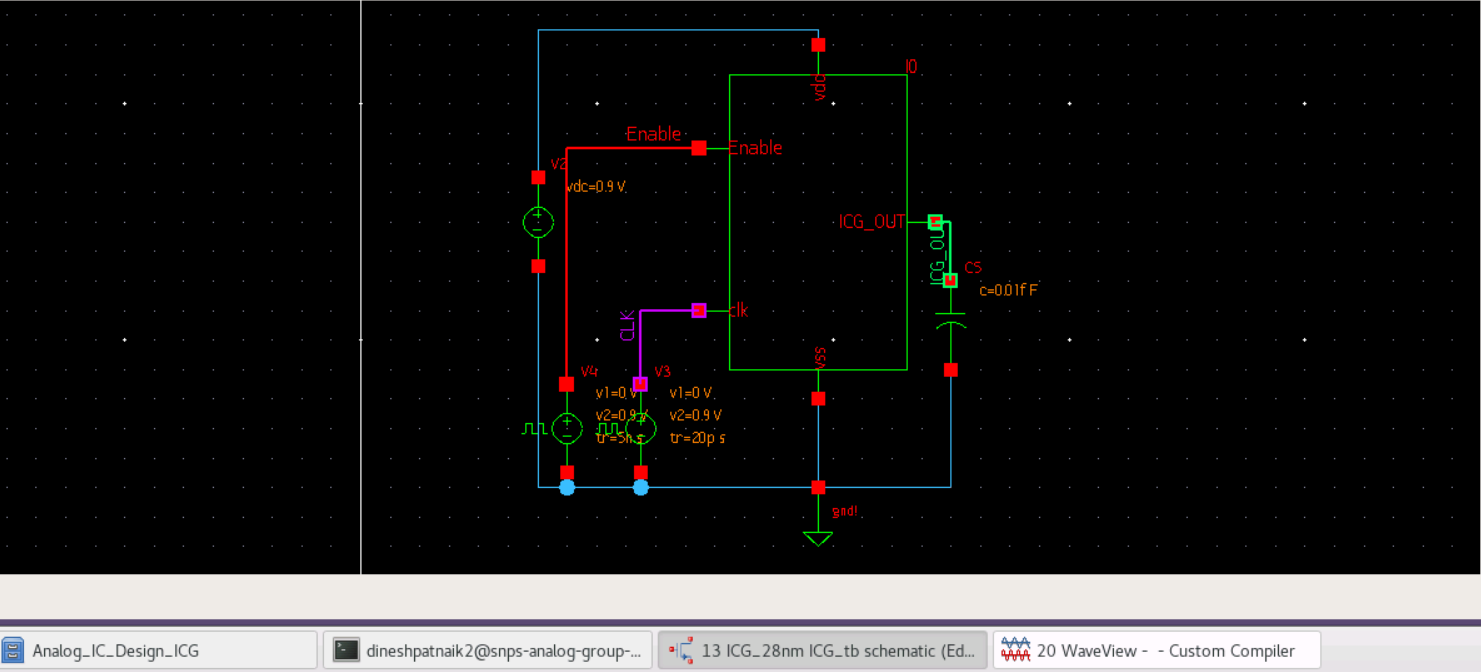 I0
vdd
Enable
Enable
V2
vdc=0.9 V
ICG_OUT
ICG_OU
C5
c=0.01f F
clk
CLK
vss
V4
V3
v1=0 V
v1=0 V
v2=0.9 V
v2=0.9 V
tr=5n s
tr=20p s
gnd!
Analog_IC_Design_ICG
dineshpatnaik2@snps-analog-group-...
13 ICG_28nm ICG_tb schematic (Ed...
20 WaveView - - Custom Compiler